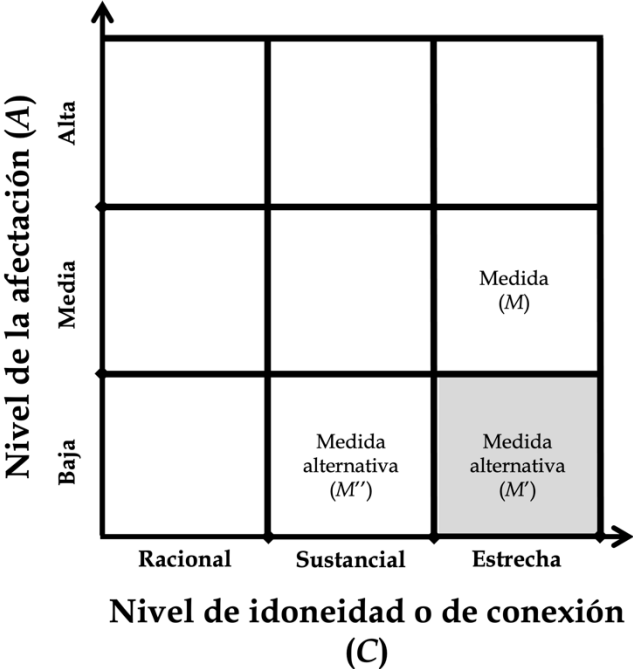 Nivel de la afectación (A)
Alta
Media
Baja
Medida
(M)
Medida
alternativa
(M′′)
Medida
alternativa
(M′)
Racional
Sustancial
Estrecha
Nivel de idoneidad o de conexión
(C)